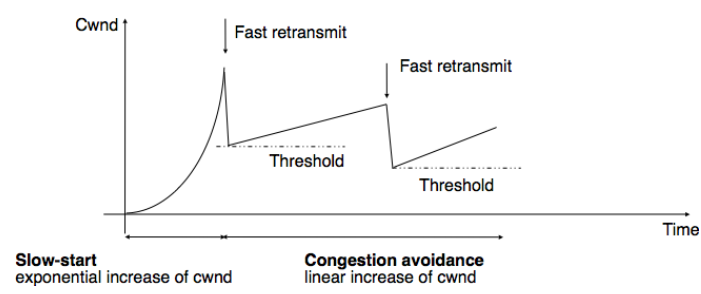 Cwnd
Fast retransmit
Fast retransmit
Threshold
Threshold
Time
Slow-start
exponential increase of cwnd
Congestion avoidance
linear increase of cwnd